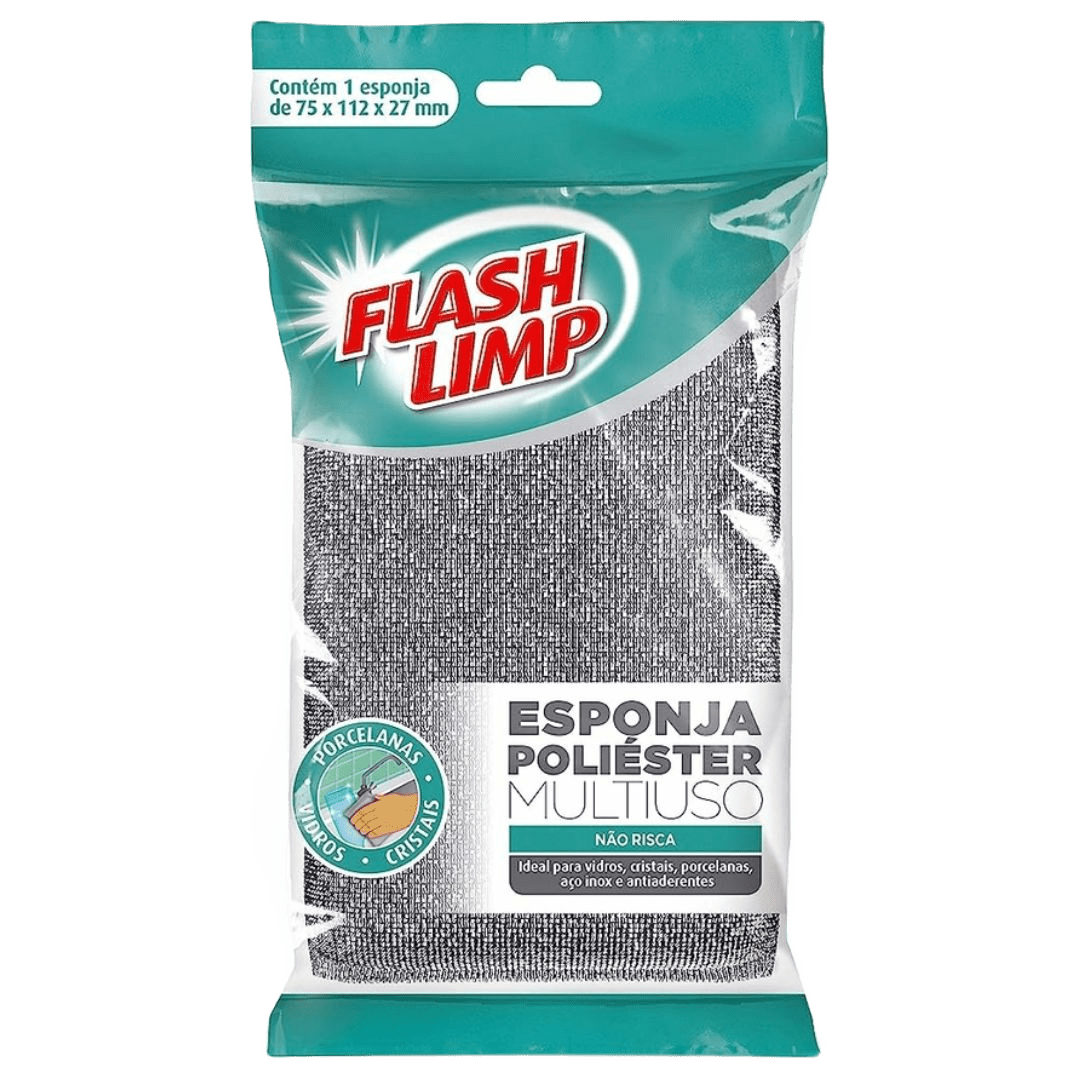 Contém 1 esponja
de 75 x 112 x 27 mm
FLASH
LIMP
PORCELANAS
VIDROS • CRISTAIS
ESPONJA
POLIÉSTER
MULTIUSO
NÃO RISCA
Ideal para vidros, cristais, porcelanas,
aço inox e antiaderentes